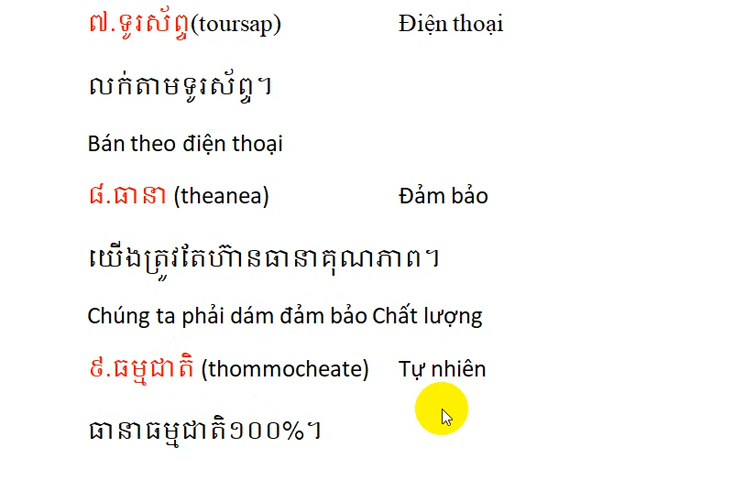 ៧.ទូរស័ព្ទ(toursap) Điện thoại
លក់តាមទូរស័ព្ទ។
Bán theo điện thoại
៨.ធានា (theanea) Đảm bảo
យើងត្រូវតែហ៊ានធានាគុណភាព។
Chúng ta phải dám đảm bảo Chất lượng
៩.ធម្មជាតិ (thommocheate) Tự nhiên
ធានាធម្មជាតិ១០០%។